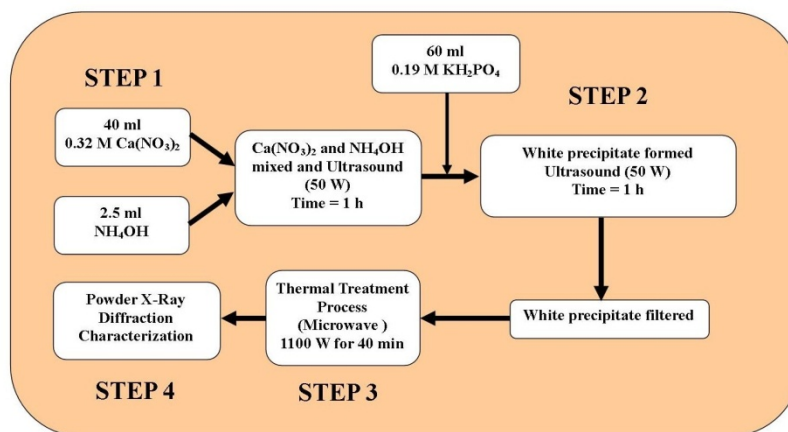 STEP 1
40 ml
0.32 M Ca(NO₃)₂
2.5 ml
NH₄OH
Ca(NO₃)₂ and NH₄OH
mixed and Ultrasound
(50 W)
Time = 1 h
60 ml
0.19 M KH₂PO₄
STEP 2
White precipitate formed
Ultrasound (50 W)
Time = 1 h
White precipitate filtered
Thermal Treatment
Process
(Microwave )
1100 W for 40 min
STEP 3
Powder X-Ray
Diffraction
Characterization
STEP 4